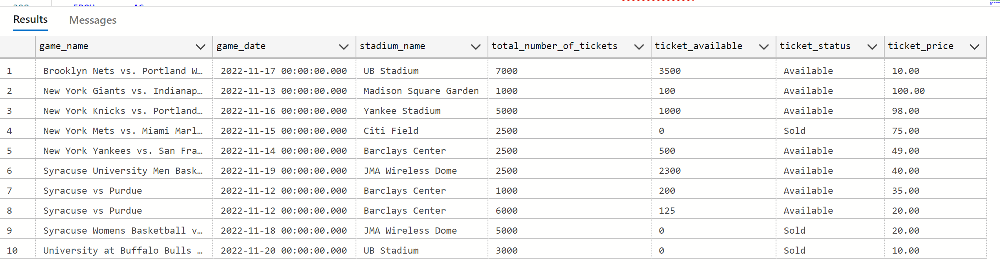 Results Messages
game_name game_date stadium_name total_number_of_tickets ticket_available ticket_status ticket_price
1 Brooklyn Nets vs. Portland W… 2022-11-17 00:00:00.000 UB Stadium 7000 3500 Available 10.00
2 New York Giants vs. Indianap… 2022-11-13 00:00:00.000 Madison Square Garden 1000 100 Available 100.00
3 New York Knicks vs. Portland… 2022-11-16 00:00:00.000 Yankee Stadium 5000 1000 Available 98.00
4 New York Mets vs. Miami Marl… 2022-11-15 00:00:00.000 Citi Field 2500 0 Sold 75.00
5 New York Yankees vs. San Fra… 2022-11-14 00:00:00.000 Barclays Center 2500 500 Available 49.00
6 Syracuse University Men Bask… 2022-11-19 00:00:00.000 JMA Wireless Dome 2500 2300 Available 40.00
7 Syracuse vs Purdue 2022-11-12 00:00:00.000 Barclays Center 1000 200 Available 35.00
8 Syracuse vs Purdue 2022-11-12 00:00:00.000 Barclays Center 6000 125 Available 20.00
9 Syracuse Womens Basketball v… 2022-11-18 00:00:00.000 JMA Wireless Dome 5000 0 Sold 20.00
10 University at Buffalo Bulls … 2022-11-20 00:00:00.000 UB Stadium 3000 0 Sold 10.00